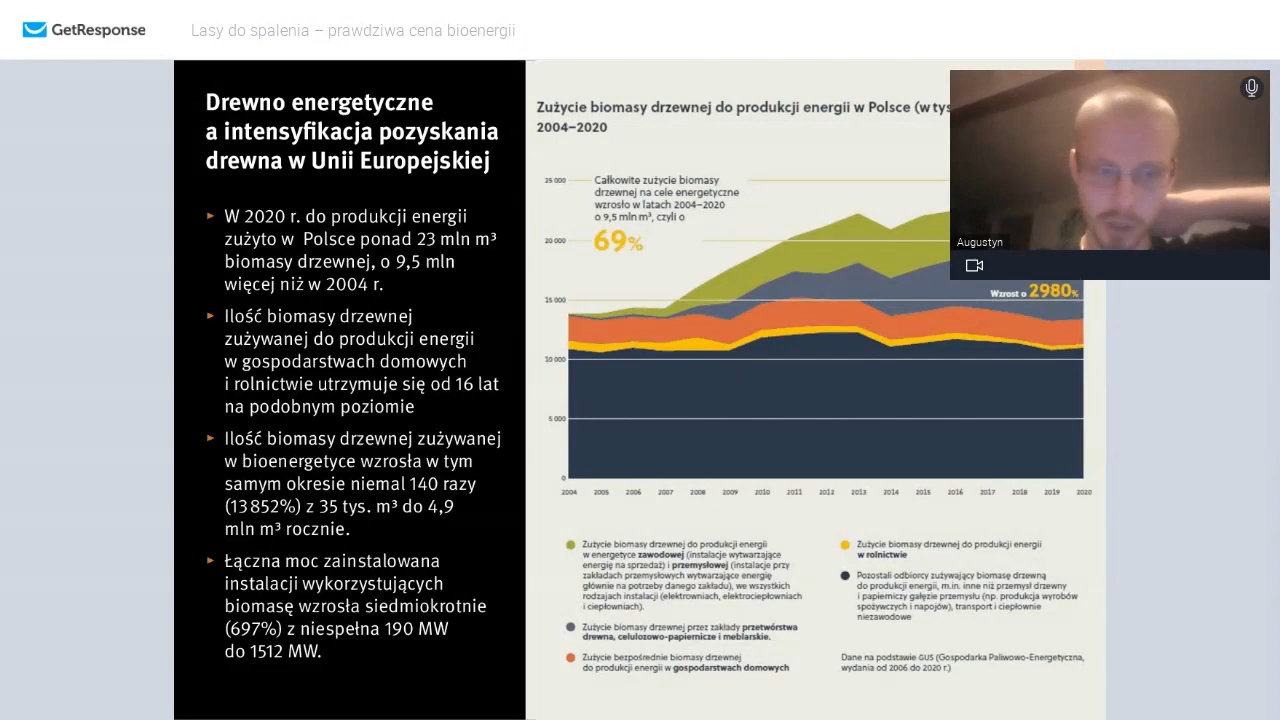 GetResponse
Lasy do spalenia – prawdziwa cena bioenergii
Drewno energetyczne
a intensyfikacja pozyskania
drewna w Unii Europejskiej
► W 2020 r. do produkcji energii
zużyto w Polsce ponad 23 mln m³
biomasy drzewnej, o 9,5 mln
więcej niż w 2004 r.
► Ilość biomasy drzewnej
zużywanej do produkcji energii
w gospodarstwach domowych
i rolnictwie utrzymuje się od 16 lat
na podobnym poziomie
► Ilość biomasy drzewnej zużywanej
w bioenergetyce wzrosła w tym
samym okresie niemal 140 razy
(13 852%) z 35 tys. m³ do 4,9
mln m³ rocznie.
► Łączna moc zainstalowana
instalacji wykorzystujących
biomasę wzrosła siedmiokrotnie
(697%) z niespełna 190 MW
do 1512 MW.
Zużycie biomasy drzewnej do produkcji energii w Polsce (w tys
2004–2020
25 000
Całkowite zużycie biomasy
drzewnej na cele energetyczne
wzrosło w latach 2004–2020
o 9,5 mln m³, czyli o
69%
20 000
15 000
10 000
5 000
0
Wzrost o 2980%
2004 2005 2006 2007 2008 2009 2010 2011 2012 2013 2014 2015 2016 2017 2018 2019 2020
Zużycie biomasy drzewnej do produkcji energii
w energetyce zawodowej (instalacje wytwarzające
energię na sprzedaż) i przemysłowej (instalacje przy
zakładach przemysłowych wytwarzające energię
głównie na potrzeby danego zakładu), we wszystkich
rodzajach instalacji (elektrowniach, elektrociepłowniach
i ciepłowniach).
Zużycie biomasy drzewnej przez zakłady przetwórstwa
drewna, celulozowo-papiernicze i meblarskie.
Zużycie bezpośrednie biomasy drzewnej
do produkcji energii w gospodarstwach domowych
Zużycie biomasy drzewnej do produkcji energii
w rolnictwie
Pozostali odbiorcy zużywający biomasę drzewną
do produkcji energii, m.in. inne niż przemysł drzewny
i papierniczy gałęzie przemysłu (np. produkcja wyrobów
spożywczych i napojów), transport i ciepłownie
niezawodowe
Dane na podstawie GUS (Gospodarka Paliwowo-Energetyczna,
wydania od 2006 do 2020 r.)
Augustyn